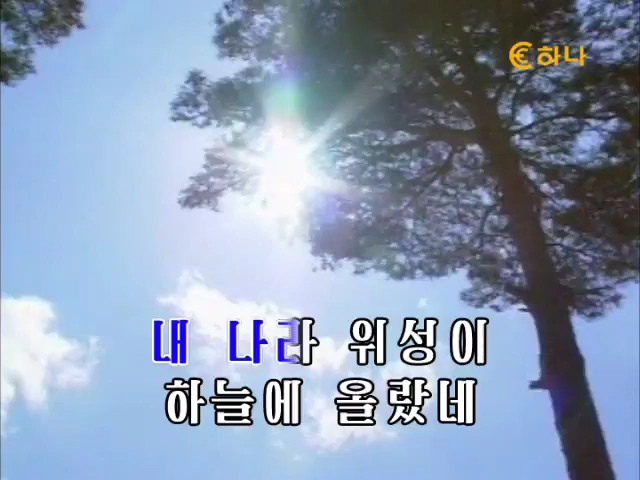 하나
내 나라 위성이
하늘에 올랐네